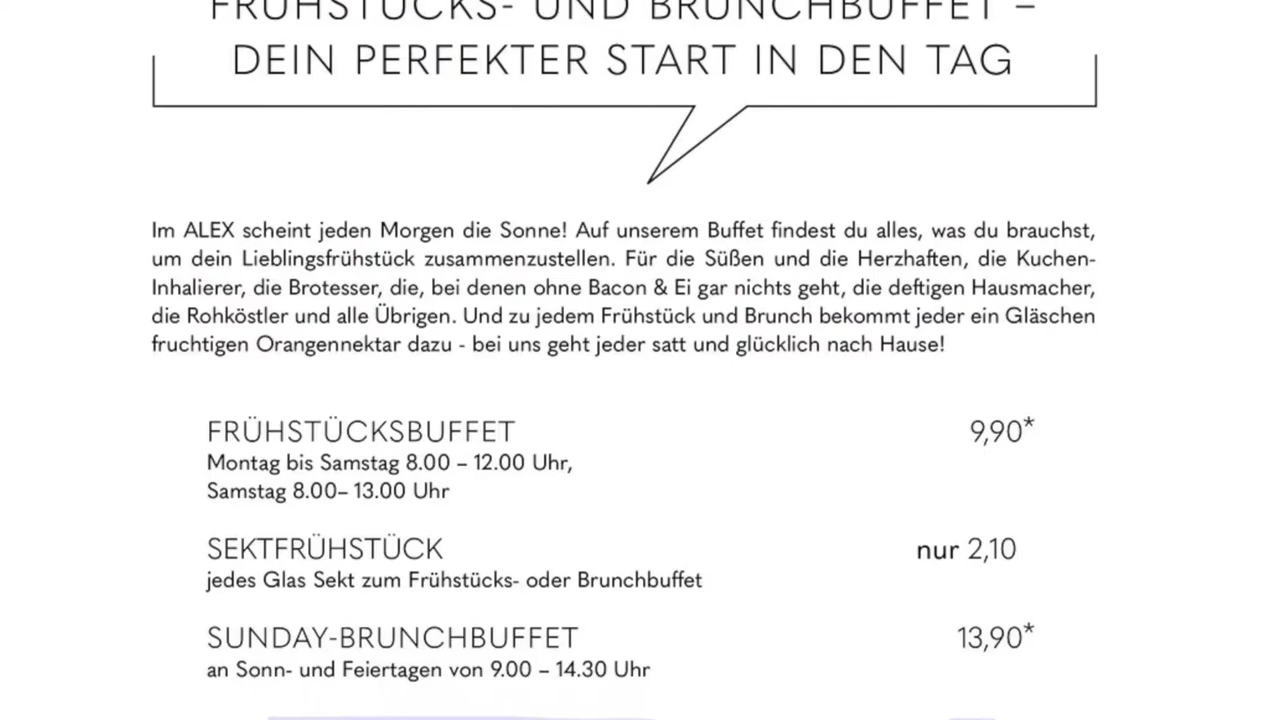 FRÜHSTÜCKS- UND BRUNCHBUFFET –
DEIN PERFEKTER START IN DEN TAG
Im ALEX scheint jeden Morgen die Sonne! Auf unserem Buffet findest du alles, was du brauchst,
um dein Lieblingsfrühstück zusammenzustellen. Für die Süßen und die Herzhaften, die Kuchen-
Inhalierer, die Brotesser, die, bei denen ohne Bacon & Ei gar nichts geht, die deftigen Hausmacher,
die Rohköstler und alle Übrigen. Und zu jedem Frühstück und Brunch bekommt jeder ein Gläschen
fruchtigen Orangennektar dazu - bei uns geht jeder satt und glücklich nach Hause!
FRÜHSTÜCKSBUFFET 9,90*
Montag bis Samstag 8.00 – 12.00 Uhr,
Samstag 8.00– 13.00 Uhr
SEKTFRÜHSTÜCK nur 2,10
jedes Glas Sekt zum Frühstücks- oder Brunchbuffet
SUNDAY-BRUNCHBUFFET 13,90*
an Sonn- und Feiertagen von 9.00 – 14.30 Uhr